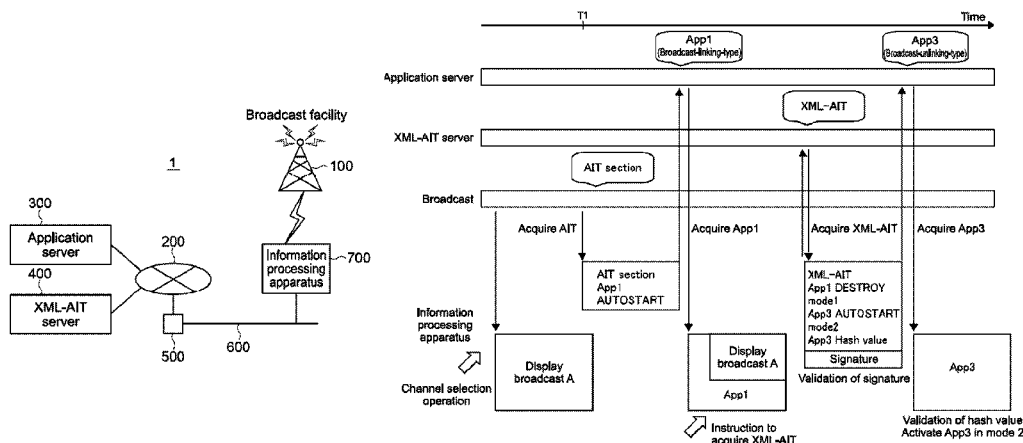 Broadcast facility
1
100
300
Application
server
200
400
XML-AIT
server
Information
processing
apparatus
700
500
600
T1
Time
App1
(Broadcast-linking-type)
App3
(Broadcast-unlinking-type)
Application server
XML-AIT
XML-AIT server
AIT section
Broadcast
Acquire AIT
Acquire App1
Acquire XML-AIT
Acquire App3
AIT section
App1
AUTOSTART
XML-AIT
App1 DESTROY
mode1
App3 AUTOSTART
mode2
App3 Hash value
Signature
Validation of signature
Information
processing
apparatus
Channel selection
operation
Display
broadcast A
Display
broadcast A
App1
Instruction to
acquire XML-AIT
App3
Validation of hash value
Activate App3 in mode 2